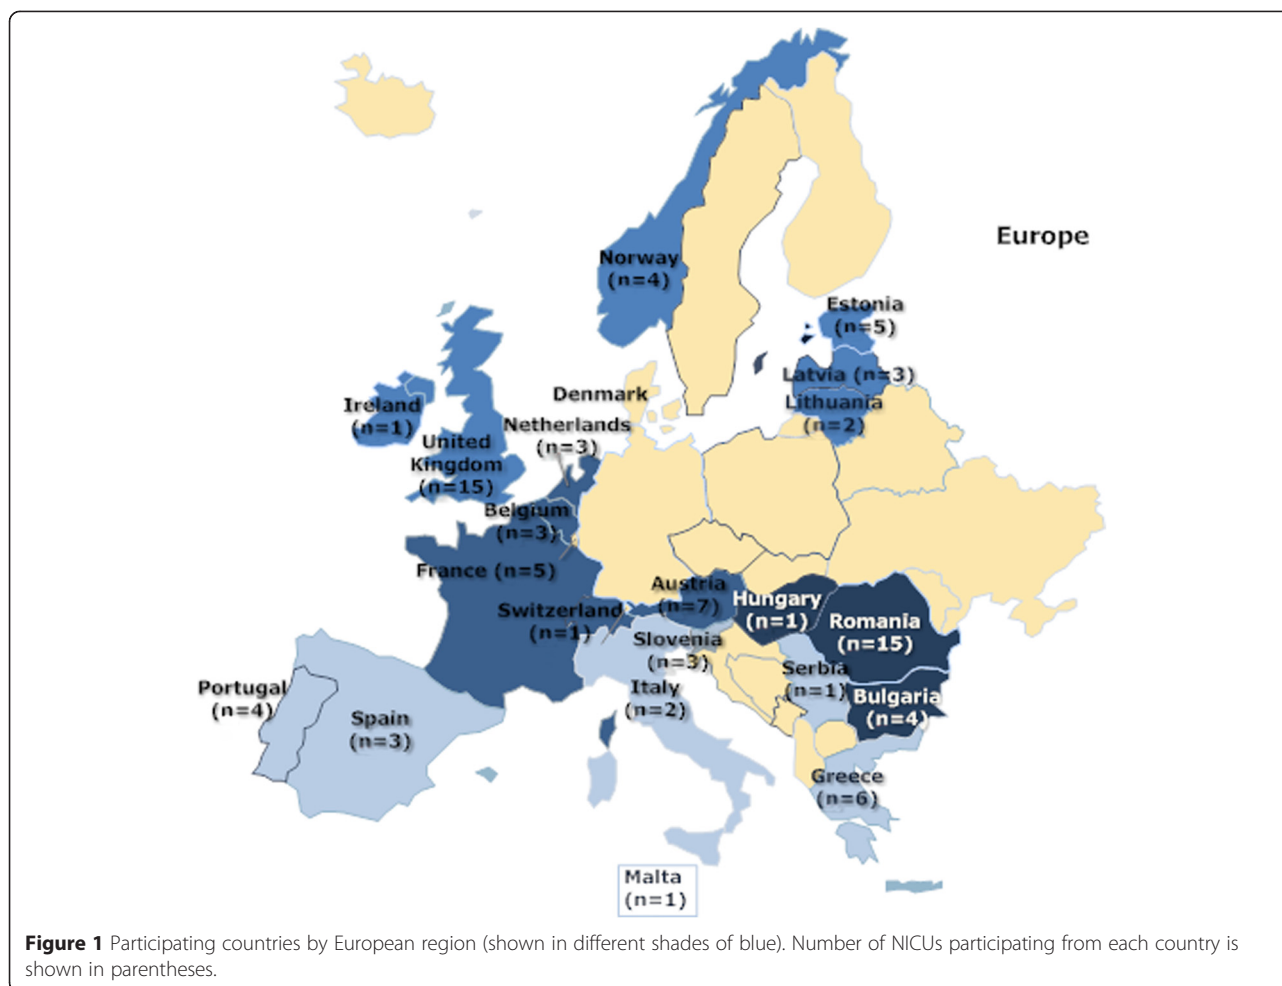 Europe
Norway
(n=4)
Estonia
(n=5)
Latvia (n=3)
Lithuania
(n=2)
Denmark
Netherlands
(n=3)
Ireland
(n=1)
United
Kingdom
(n=15)
Belgium
(n=3)
France (n=5)
Austria
(n=7)
Hungary
(n=1)
Switzerland
(n=1)
Romania
(n=15)
Slovenia
(n=3)
Serbia
(n=1)
Italy
(n=2)
Bulgaria
(n=4)
Portugal
(n=4)
Spain
(n=3)
Greece
(n=6)
Malta
(n=1)
Figure 1 Participating countries by European region (shown in different shades of blue). Number of NICUs participating from each country is
shown in parentheses.